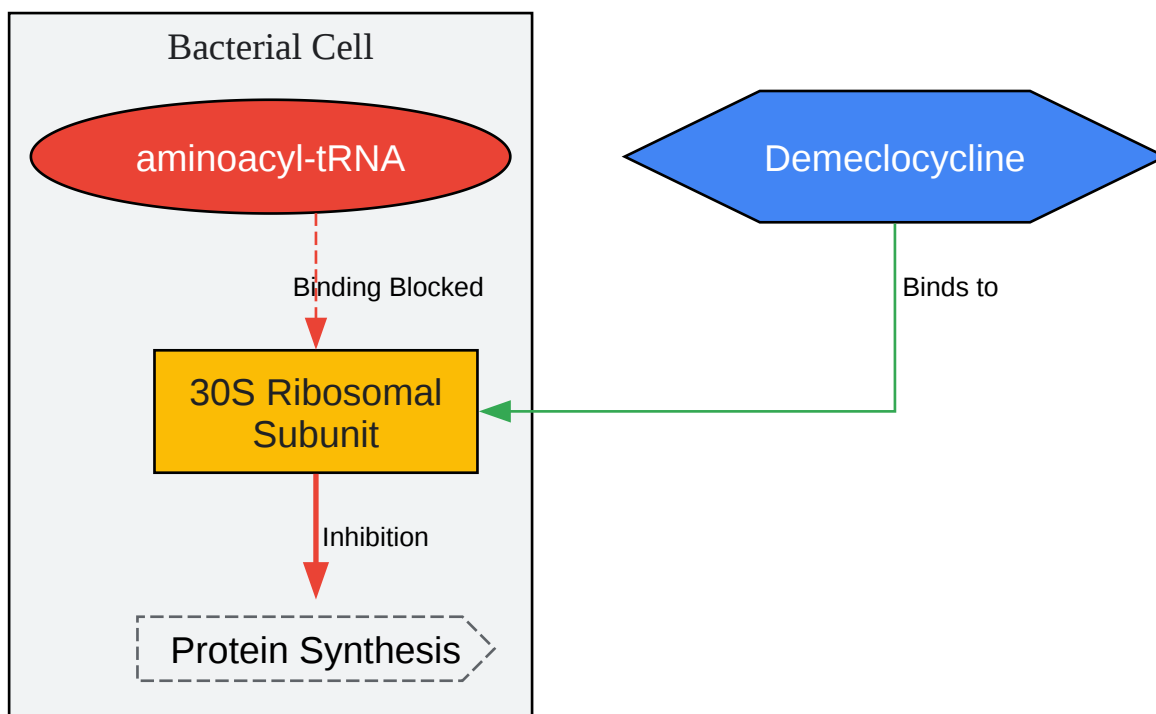 Bacterial Cell
aminoacyl-tRNA
Demeclocycline
Binding Blocked
Binds to
30S Ribosomal
Subunit
Inhibition
Protein Synthesis